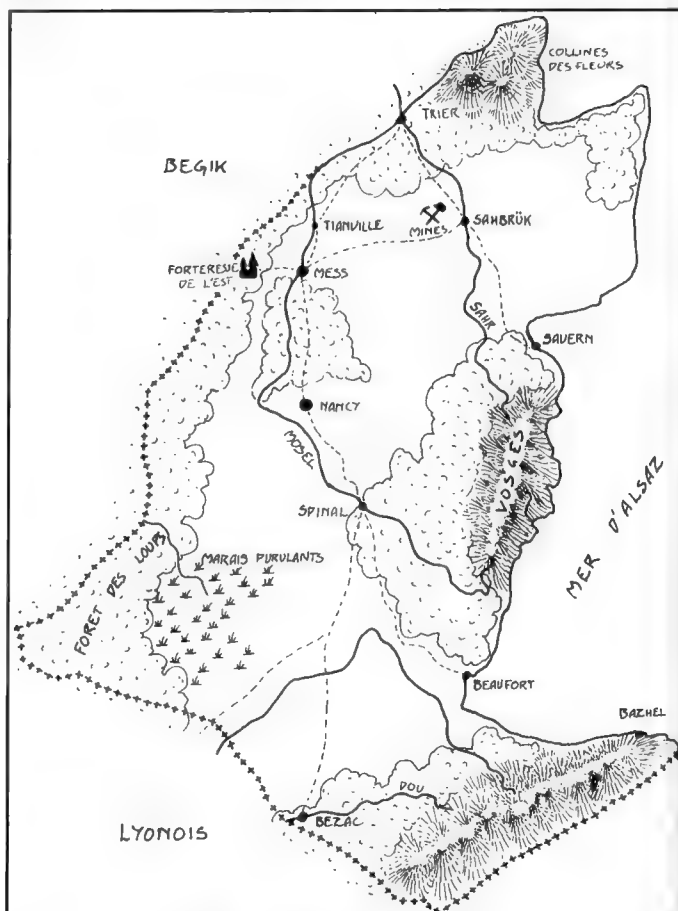 COLLINES
DES FLEURS
TRIER
BEGIK
TIANVILLE
MINES
SAHBRÜK
FORTERESSE
DE L'EST
MESS
SAHR
SAVERN
NANCY
MOSEL
VOSGES
SPINAL
MER D'ALSAZ
MARAIS PURULANTS
FORET DES LOUPS
BEAUFORT
BAZHEL
DOU
BEZAC
LYONOIS